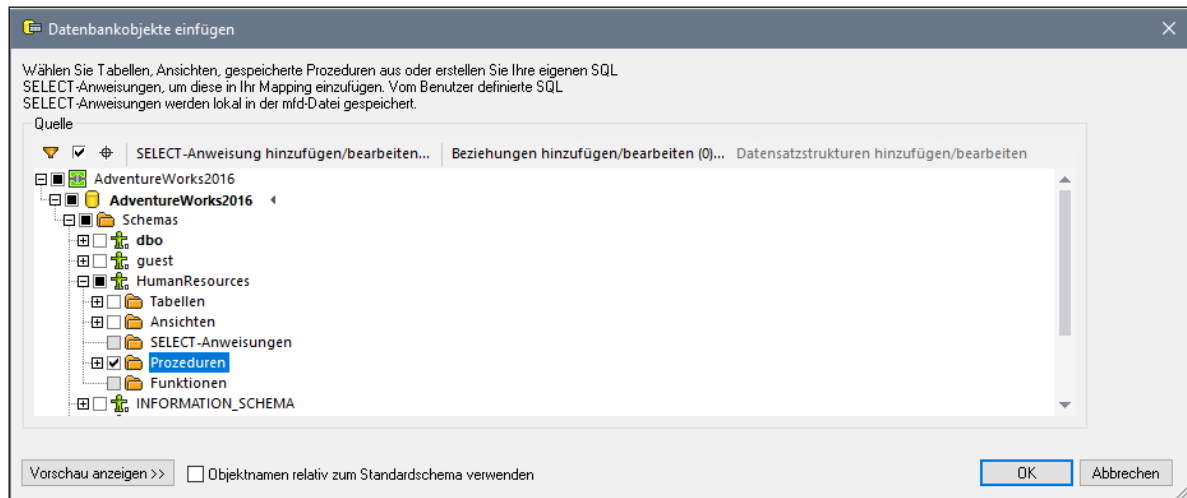 Datenbankobjekte einfügen
Wählen Sie Tabellen, Ansichten, gespeicherte Prozeduren aus oder erstellen Sie Ihre eigenen SQL
SELECT-Anweisungen, um diese in Ihr Mapping einzufügen. Vom Benutzer definierte SQL
SELECT-Anweisungen werden lokal in der mfd-Datei gespeichert.
Quelle
SELECT-Anweisung hinzufügen/bearbeiten... Beziehungen hinzufügen/bearbeiten (0)... Datensatzstrukturen hinzufügen/bearbeiten
AdventureWorks2016
AdventureWorks2016
Schemas
dbo
guest
HumanResources
Tabellen
Ansichten
SELECT-Anweisungen
Prozeduren
Funktionen
INFORMATION_SCHEMA
Vorschau anzeigen >> Objektnamen relativ zum Standardschema verwenden OK Abbrechen